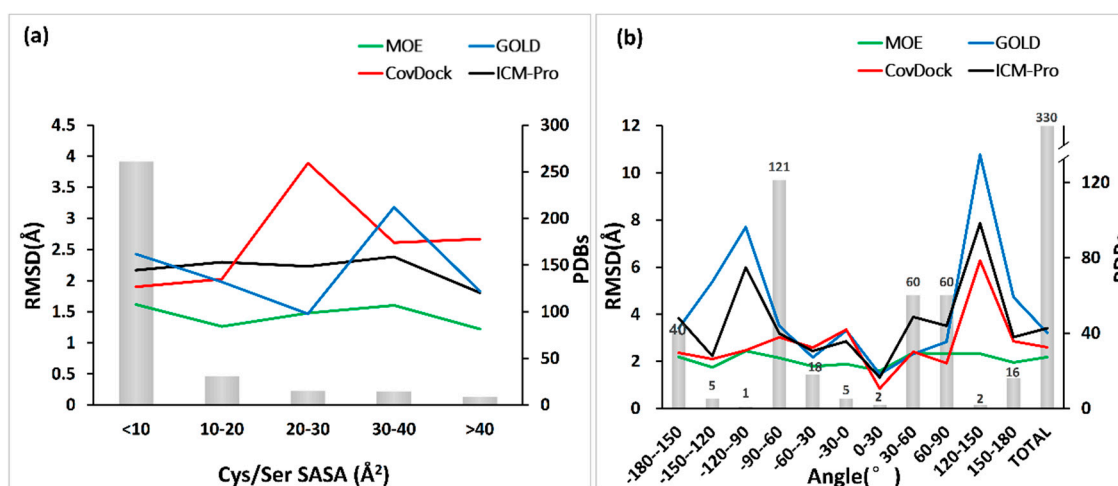 (a)
MOE GOLD
CovDock ICM-Pro
RMSD(Å)
4.5
4
3.5
3
2.5
2
1.5
1
0.5
0
300
250
200
150
100
50
0
PDBs
<10 10-20 20-30 30-40 >40
Cys/Ser SASA (Å²)
(b)
MOE GOLD
CovDock ICM-Pro
RMSD(Å)
12
10
8
6
4
2
0
330
121
60 60
40
18
16
5 1 5 2 2
120
80
40
0
PDBs
-180--150 -150--120 -120--90 -90--60 -60--30 -30-0 0-30 30-60 60-90 120-150 150-180 TOTAL
Angle(°)